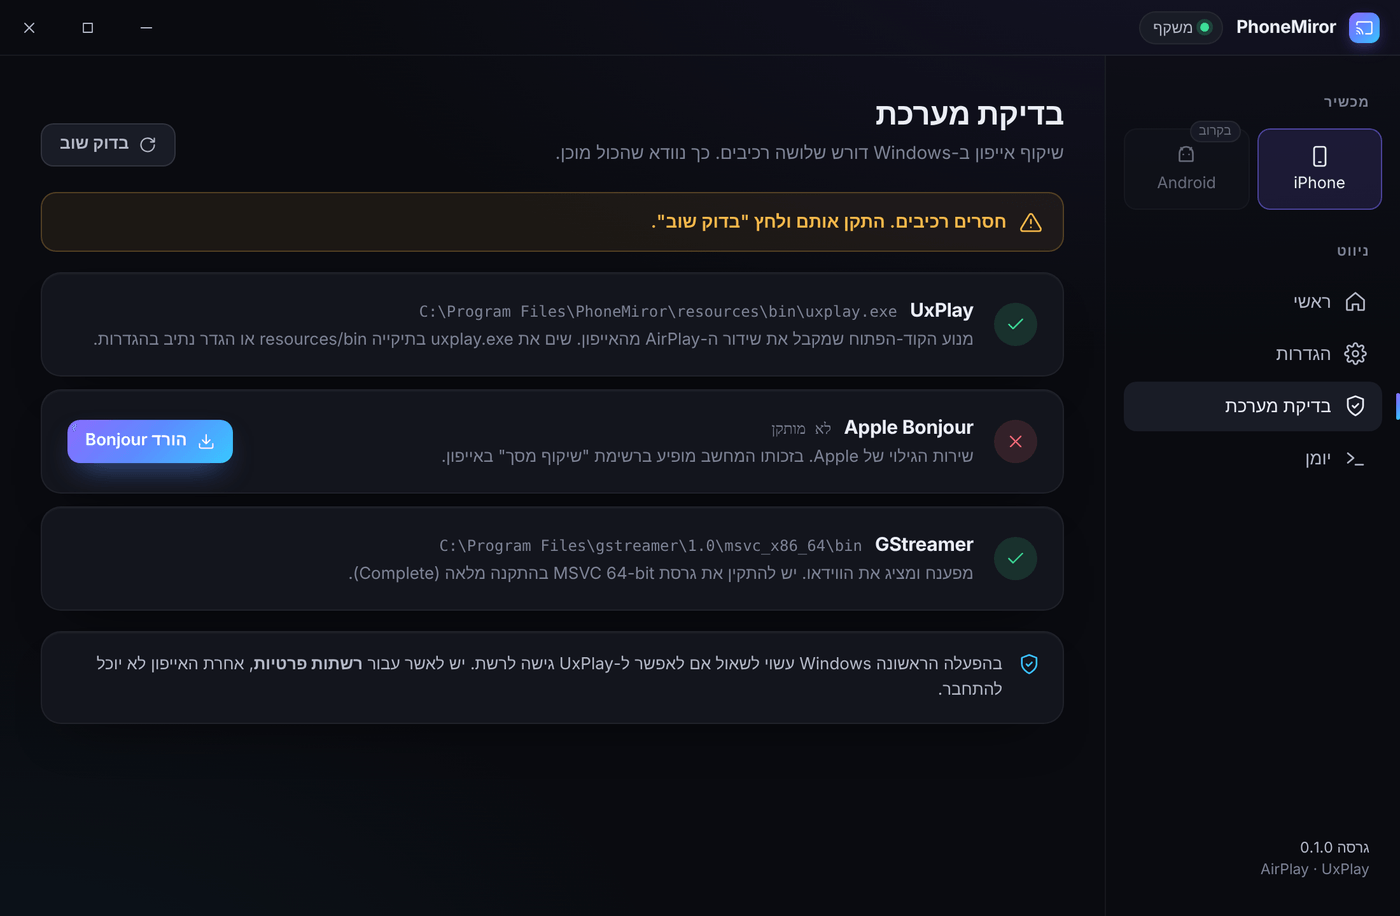 PhoneMiror
משקף
מכשיר
iPhone
בקרוב
Android
ניווט
ראשי
הגדרות
בדיקת מערכת
יומן
גרסה 0.1.0
AirPlay · UxPlay
בדיקת מערכת
שיקוף אייפון ב-Windows דורש שלושה רכיבים. כך נוודא שהכול מוכן.
בדוק שוב
חסרים רכיבים. התקן אותם ולחץ "בדוק שוב".
UxPlay C:\Program Files\PhoneMiror\resources\bin\uxplay.exe
מנוע הקוד-הפתוח שמקבל את שידור ה-AirPlay מהאייפון. שים את uxplay.exe בתיקייה resources/bin או הגדר נתיב בהגדרות.
Apple Bonjour לא מותקן
שירות הגילוי של Apple. בזכותו המחשב מופיע ברשימת "שיקוף מסך" באייפון.
הורד Bonjour
GStreamer C:\Program Files\gstreamer\1.0\msvc_x86_64\bin
מפענח ומציג את הווידאו. יש להתקין את גרסת MSVC 64-bit בהתקנה מלאה (Complete).
בהפעלה הראשונה Windows עשוי לשאול אם לאפשר ל-UxPlay גישה לרשת. יש לאשר עבור רשתות פרטיות, אחרת האייפון לא יוכל
להתחבר.